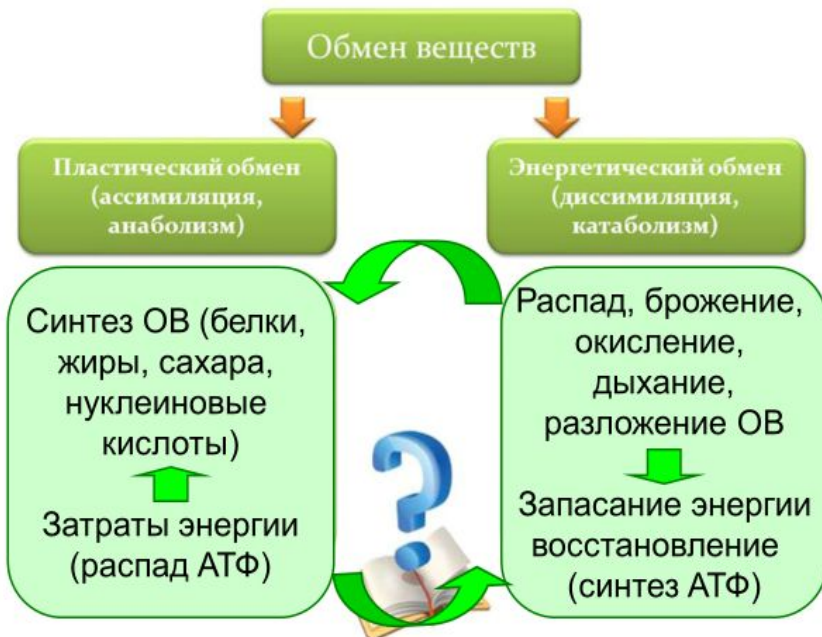 Обмен веществ
Пластический обмен
(ассимиляция,
анаболизм)
Энергетический обмен
(диссимиляция,
катаболизм)
Синтез ОВ (белки,
жиры, сахара,
нуклеиновые
кислоты)
Затраты энергии
(распад АТФ)
Распад, брожение,
окисление,
дыхание,
разложение ОВ
Запасание энергии
восстановление
(синтез АТФ)
?